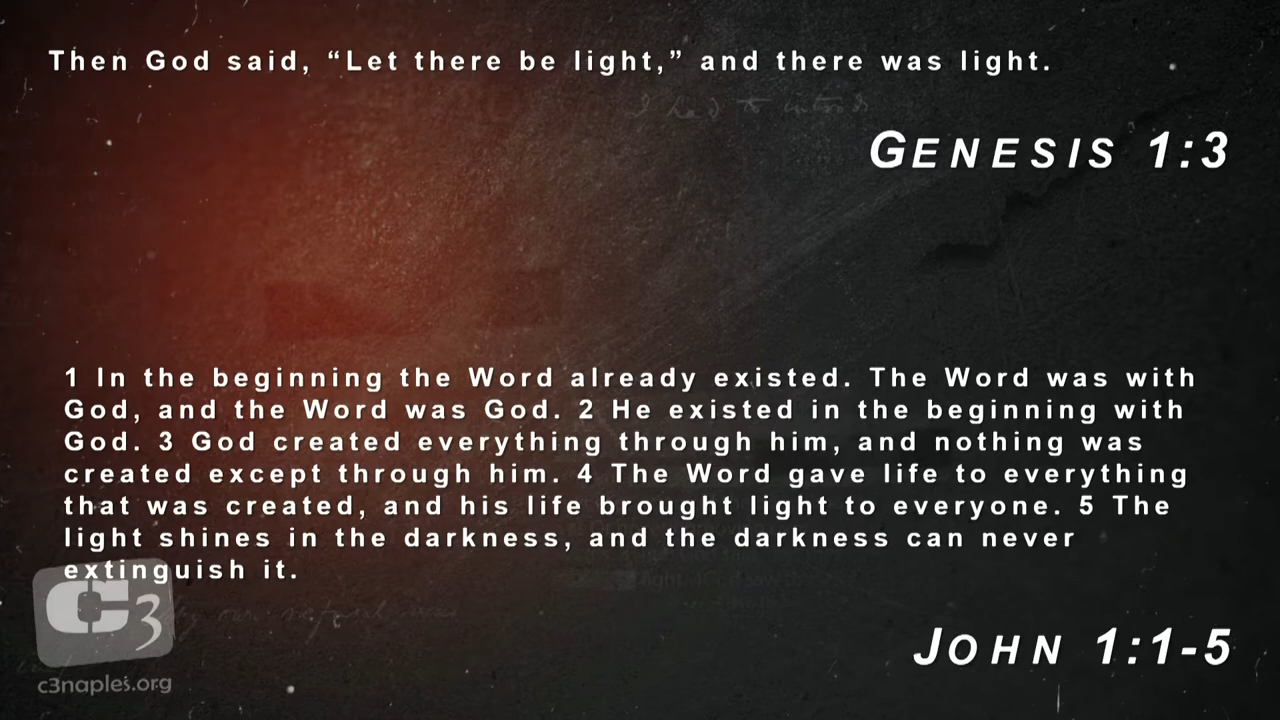 Then God said, “Let there be light,” and there was light.
GENESIS 1:3
1 In the beginning the Word already existed. The Word was with
God, and the Word was God. 2 He existed in the beginning with
God. 3 God created everything through him, and nothing was
created except through him. 4 The Word gave life to everything
that was created, and his life brought light to everyone. 5 The
light shines in the darkness, and the darkness can never
extinguish it.
C3
c3naples.org
JOHN 1:1-5